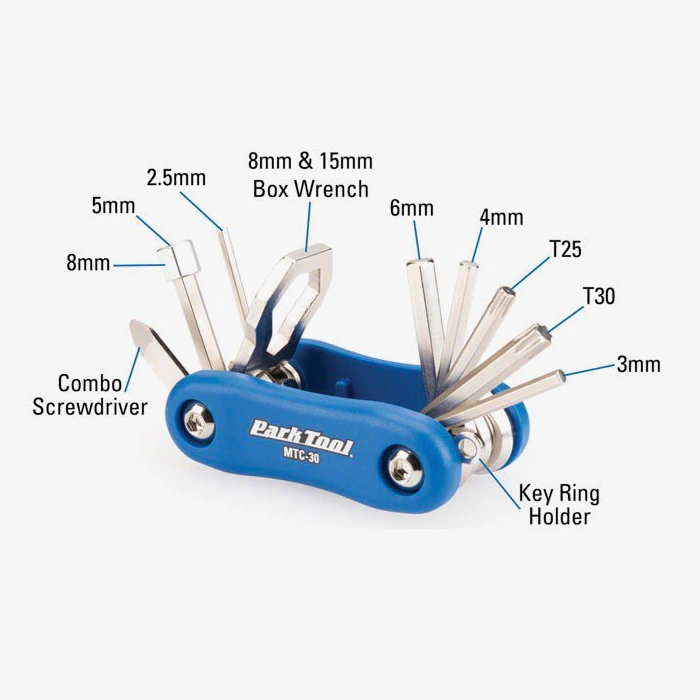 8mm & 15mm
Box Wrench
2.5mm
5mm
8mm
6mm
4mm
T25
T30
3mm
Combo
Screwdriver
Park Tool
MTC-30
Key Ring
Holder